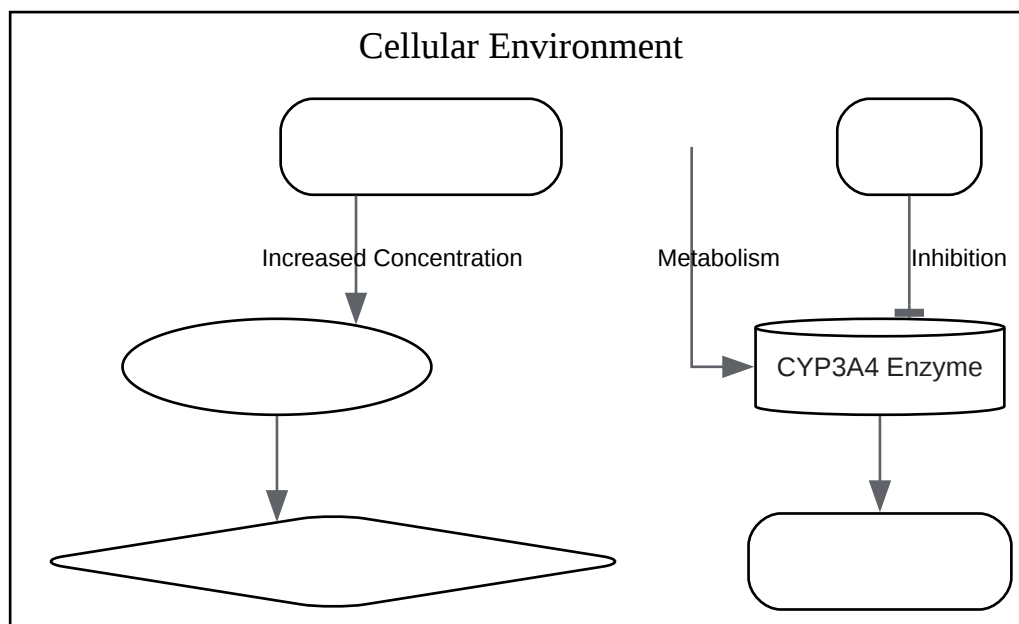 Cellular Environment
Increased Concentration
Metabolism
Inhibition
CYP3A4 Enzyme